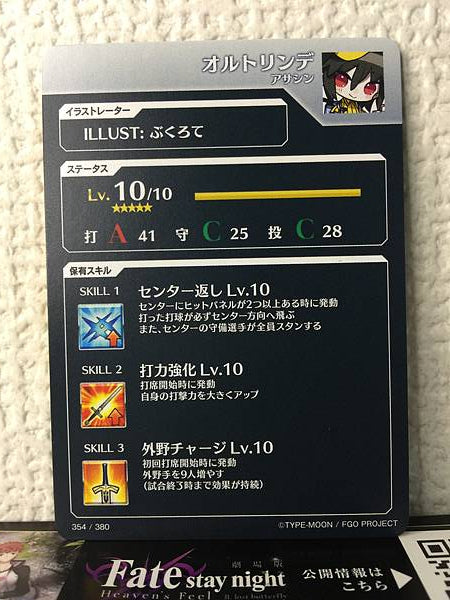 オルトリンデ
アサシン
イラストレーター
ILLUST: ぶくろて
ステータス
Lv. 10/10
★★★★★
打 A 41 守 C 25 投 C 28
保有スキル
SKILL 1 センター返し Lv.10
センターにヒットパネルが2つ以上ある時に発動
打った打球が必ずセンター方向へ飛ぶ
また、センターの守備選手が全員スタンする
SKILL 2 打力強化 Lv.10
打席開始時に発動
自身の打撃力を大きくアップ
SKILL 3 外野チャージ Lv.10
初回打席開始時に発動
外野手を9人増やす
(試合終了時まで効果が持続)
354 / 380 ©TYPE-MOON / FGO PROJECT
劇場版
Fate stay night
Heaven's Feel II. lost butterfly
公開情報は
こちら